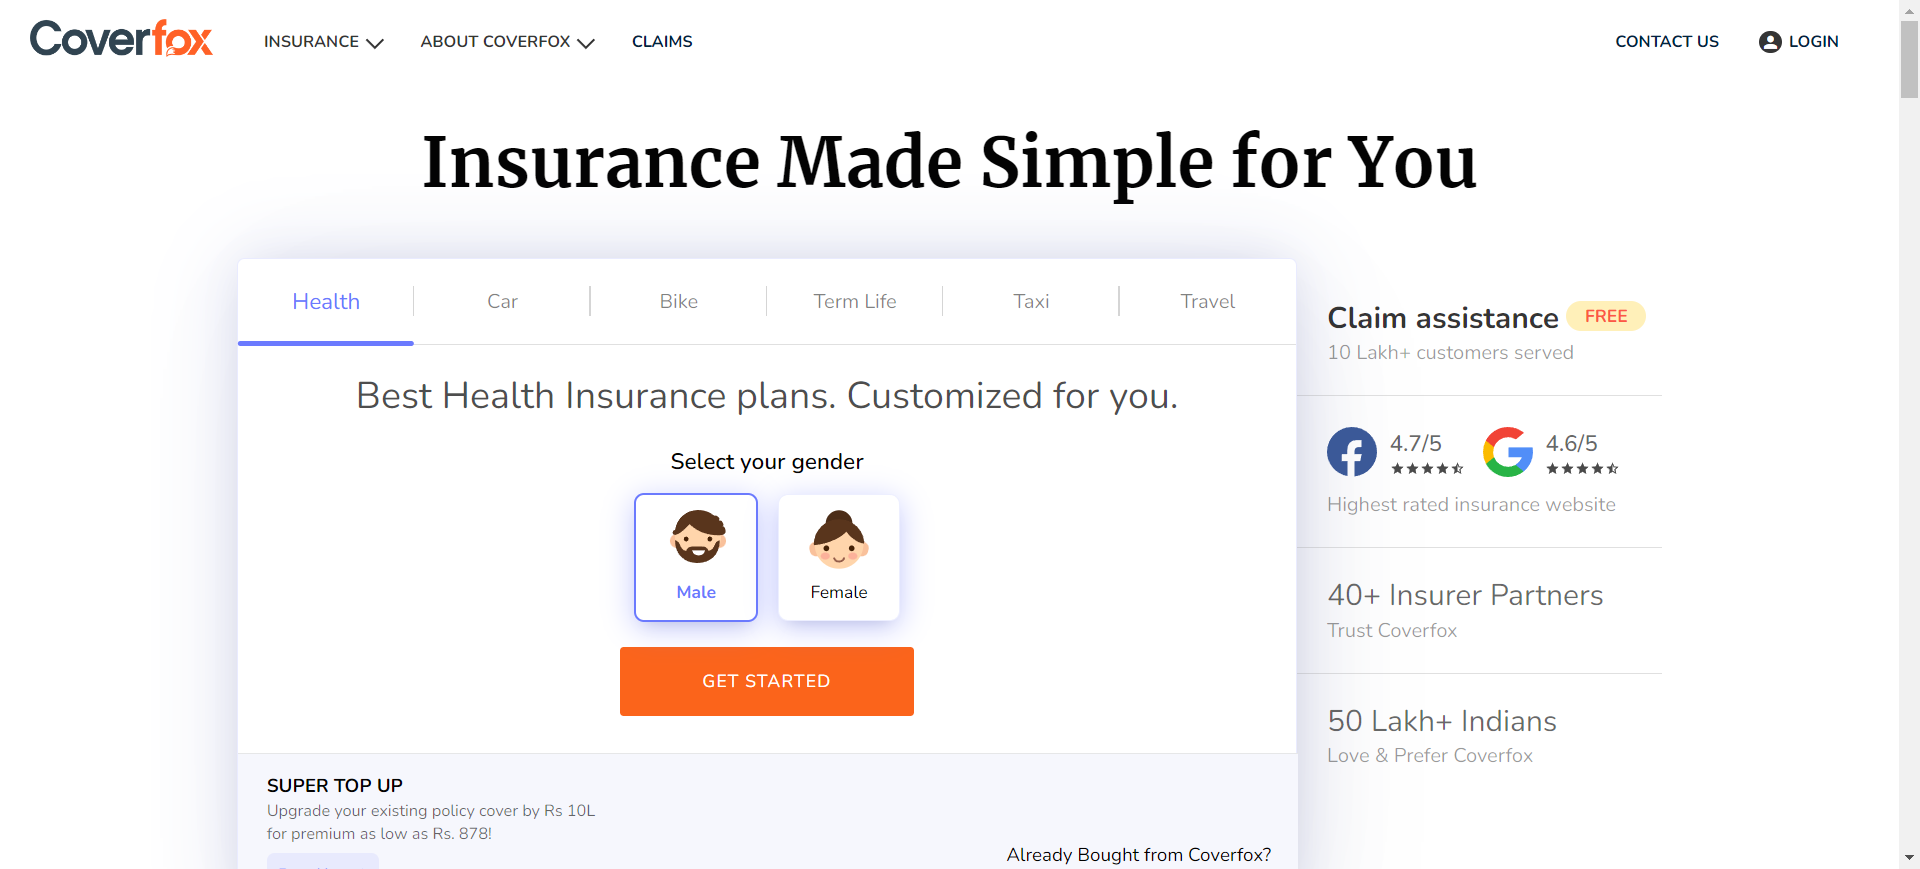 Coverfox
INSURANCE
ABOUT COVERFOX
CLAIMS
CONTACT US
LOGIN
Insurance Made Simple for You
Health
Car
Bike
Term Life
Taxi
Travel
Best Health Insurance plans. Customized for you.
Select your gender
Male
Female
GET STARTED
SUPER TOP UP
Upgrade your existing policy cover by Rs 10L
for premium as low as Rs. 878!
Already Bought from Coverfox?
Claim assistance FREE
10 Lakh+ customers served
4.7/5
4.6/5
Highest rated insurance website
40+ Insurer Partners
Trust Coverfox
50 Lakh+ Indians
Love & Prefer Coverfox